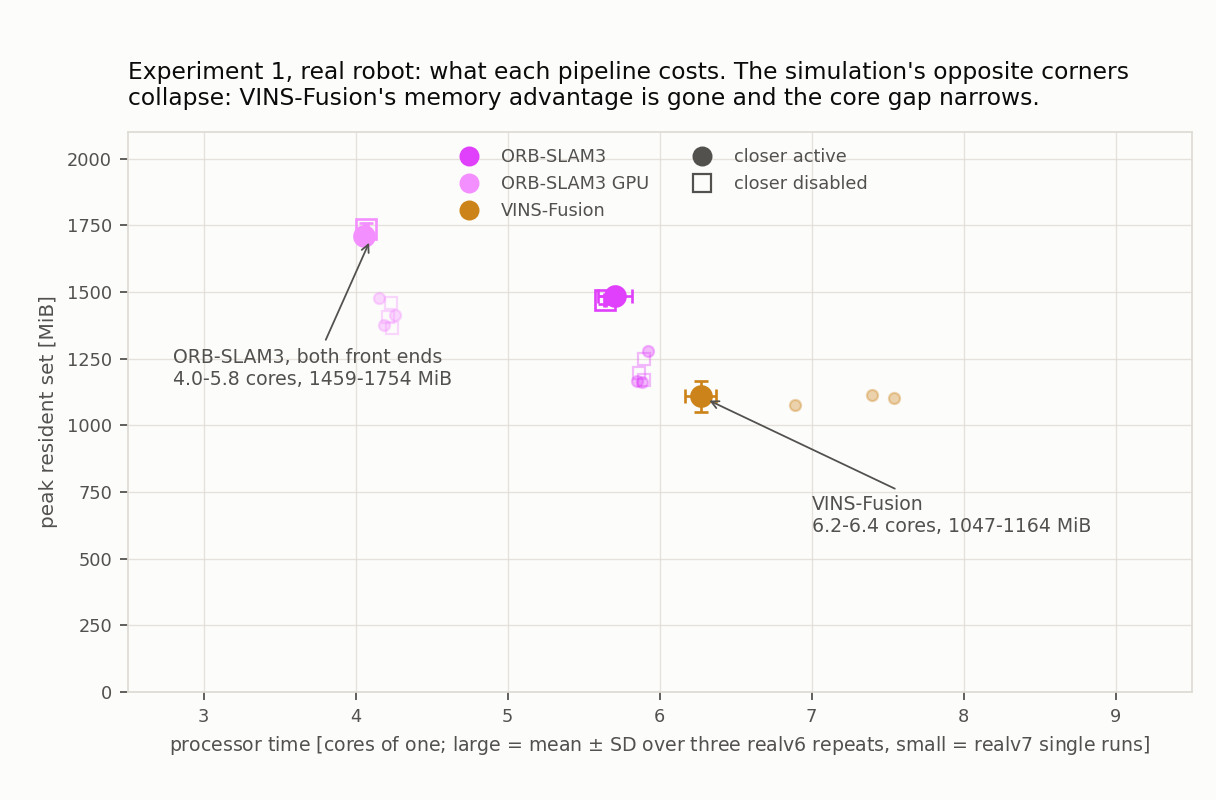 Experiment 1, real robot: what each pipeline costs. The simulation's opposite corners
collapse: VINS-Fusion's memory advantage is gone and the core gap narrows.
ORB-SLAM3
ORB-SLAM3 GPU
VINS-Fusion
closer active
closer disabled
peak resident set [MiB]
2000
1750
1500
1250
1000
750
500
250
0
ORB-SLAM3, both front ends
4.0-5.8 cores, 1459-1754 MiB
VINS-Fusion
6.2-6.4 cores, 1047-1164 MiB
3
4
5
6
7
8
9
processor time [cores of one; large = mean ± SD over three realv6 repeats, small = realv7 single runs]